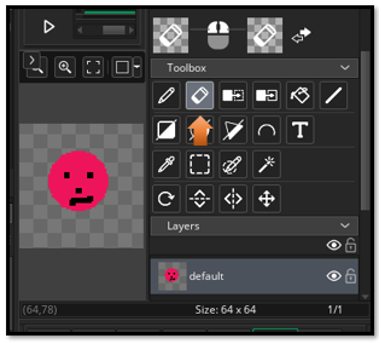 Toolbox
T
Layers
default
(64,78)
Size: 64 x 64
1/1